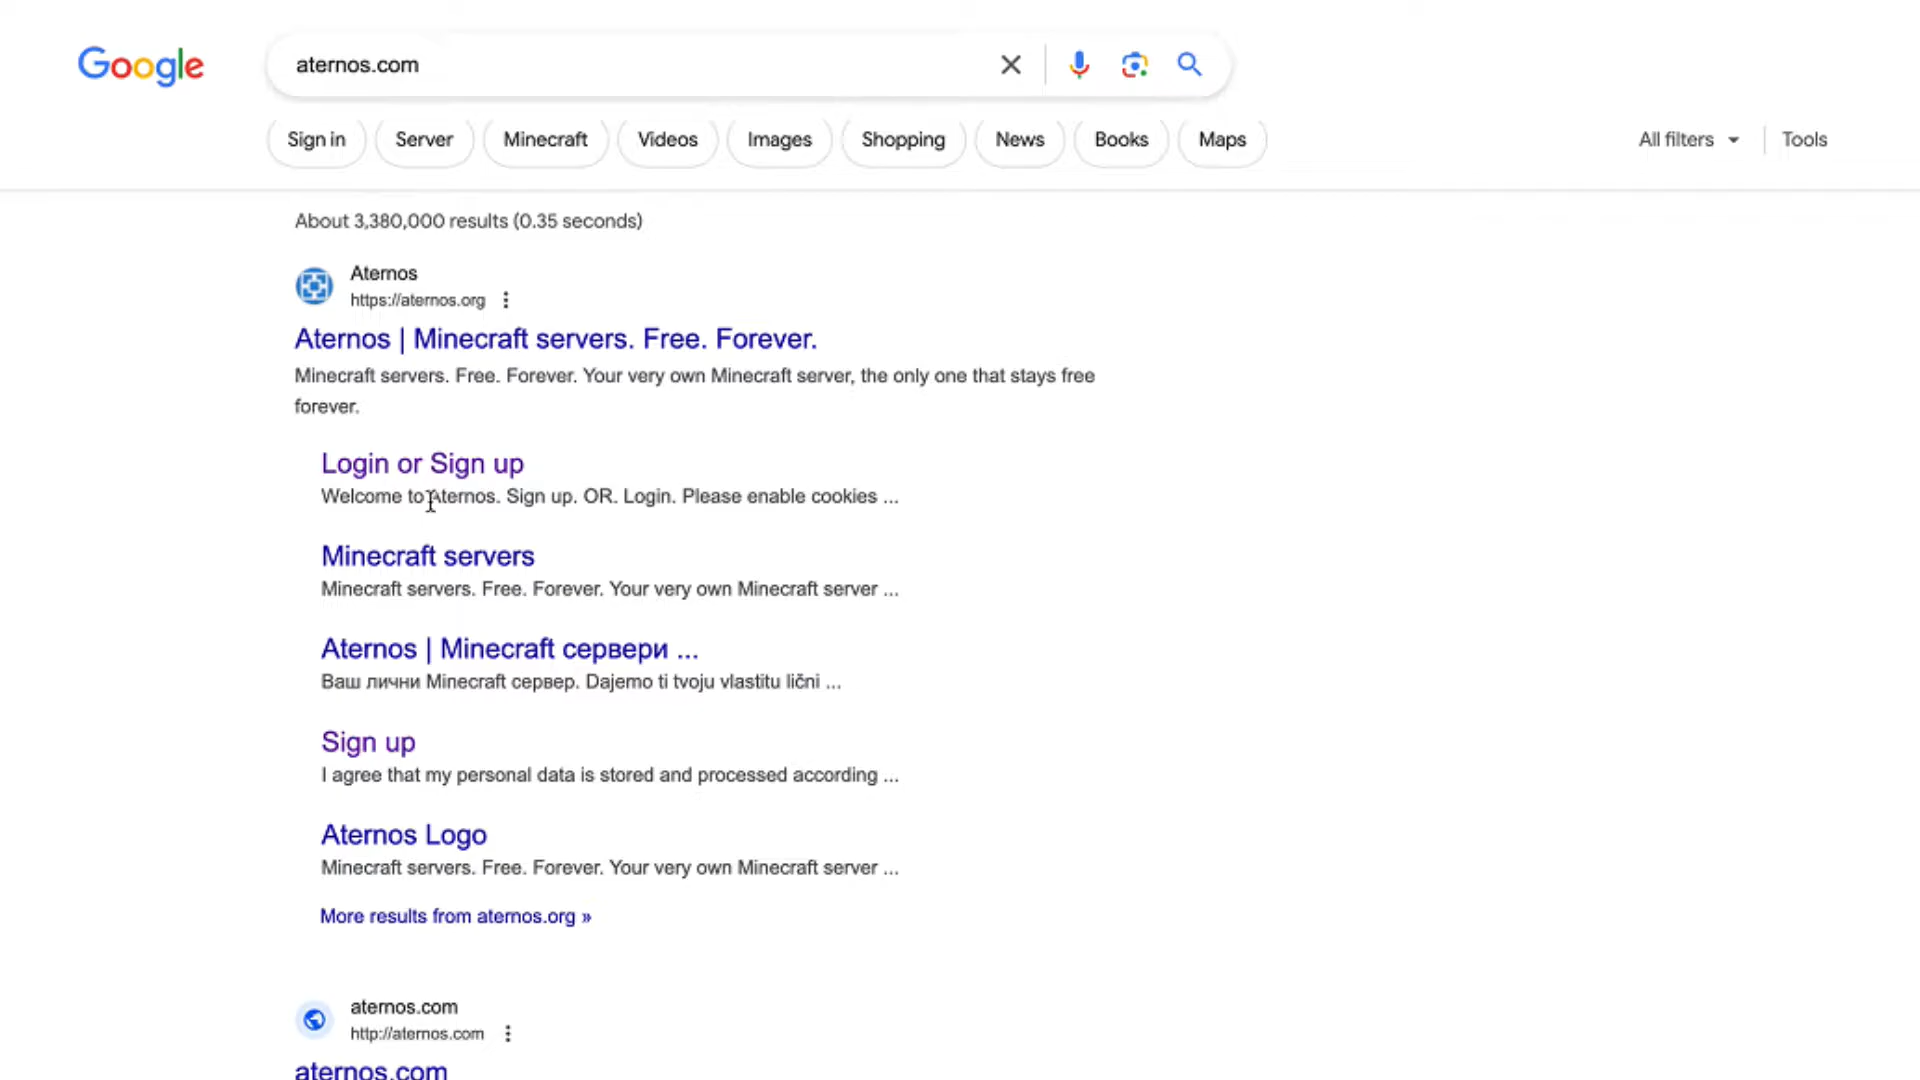 Google
aternos.com
Sign in
Server
Minecraft
Videos
Images
Shopping
News
Books
Maps
All filters
Tools
About 3,380,000 results (0.35 seconds)
Aternos
https://aternos.org
Aternos | Minecraft servers. Free. Forever.
Minecraft servers. Free. Forever. Your very own Minecraft server, the only one that stays free
forever.
Login or Sign up
Welcome to Aternos. Sign up. OR. Login. Please enable cookies ...
Minecraft servers
Minecraft servers. Free. Forever. Your very own Minecraft server ...
Aternos | Minecraft сервери ...
Ваш лични Minecraft сервер. Dajemo ti tvoju vlastitu lični ...
Sign up
I agree that my personal data is stored and processed according ...
Aternos Logo
Minecraft servers. Free. Forever. Your very own Minecraft server ...
More results from aternos.org »
aternos.com
http://aternos.com
aternos.com